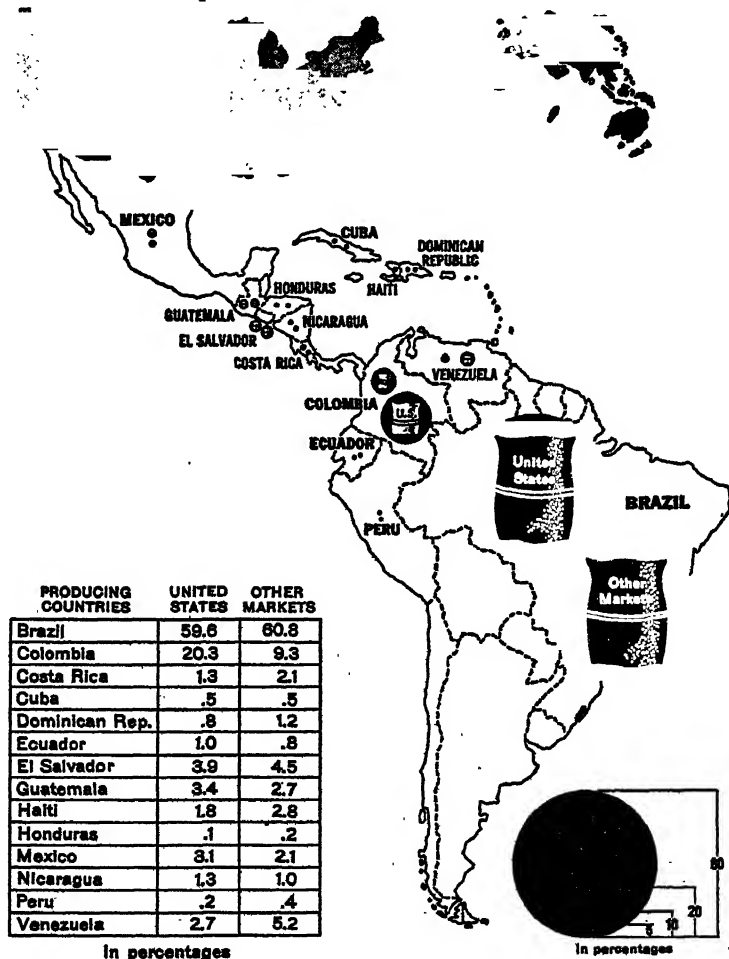 MEXICO
CUBA
DOMINICAN
REPUBLIC
HAITI
HONDURAS
GUATEMALA
NICARAGUA
EL SALVADOR
COSTA RICA
VENEZUELA
COLOMBIA
U.S.
ECUADOR
United
States
BRAZIL
PERU
Other
Markets
PRODUCING COUNTRIES UNITED STATES OTHER MARKETS
Brazil 59.6 60.8
Colombia 20.3 9.3
Costa Rica 1.3 2.1
Cuba .5 .5
Dominican Rep. .8 1.2
Ecuador 1.0 .8
El Salvador 3.9 4.5
Guatemala 3.4 2.7
Haiti 1.8 2.8
Honduras .1 .2
Mexico 3.1 2.1
Nicaragua 1.3 1.0
Peru .2 .4
Venezuela 2.7 5.2
In percentages
20
10
5
In percentages